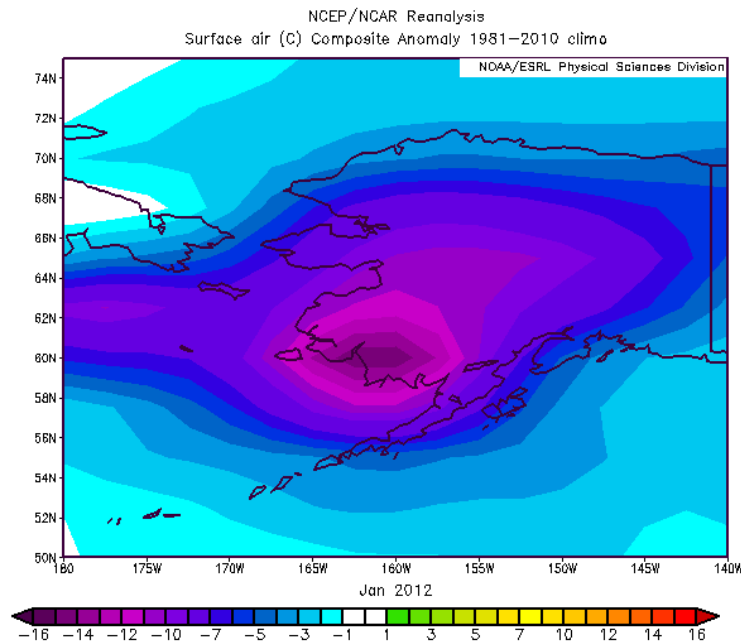 NCEP/NCAR Reanalysis
Surface air (C) Composite Anomaly 1981-2010 climo
NOAA/ESRL Physical Sciences Division
74N
72N
70N
68N
66N
64N
62N
60N
58N
56N
54N
52N
50N
180 175W 170W 165W 160W 155W 150W 145W 140W
Jan 2012
-16 -14 -12 -10 -7 -5 -3 -1 1 3 5 7 10 12 14 16